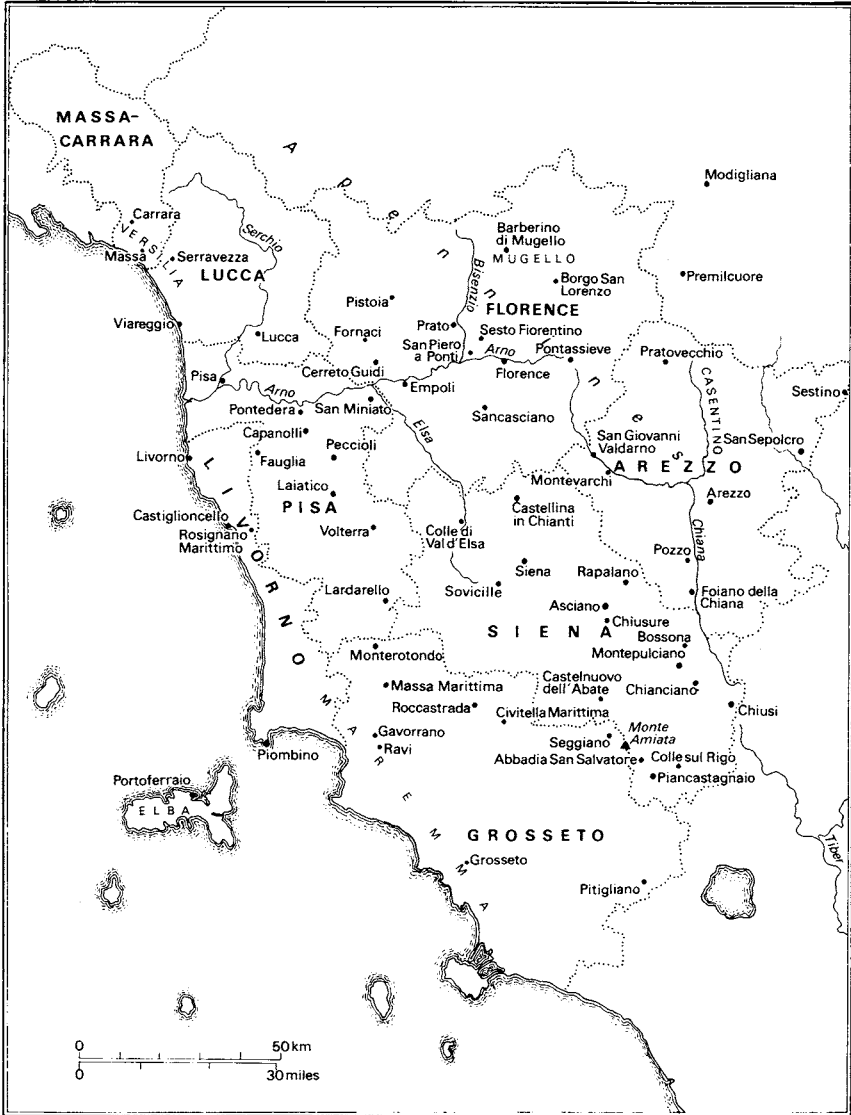 MASSA-
CARRARA
Apennines
Modigliana
Carrara
VERSILIA
Massa
Serravezza
Serchio
LUCCA
Barberino
di Mugello
MUGELLO
Bisenzio
Borgo San
Lorenzo
Premilcuore
Pistoia
FLORENCE
Viareggio
Lucca
Fornaci
Prato
Sesto Fiorentino
San Piero
a Ponti
Arno
Pontassieve
Pratovecchio
Florence
Pisa
Arno
Cerreto Guidi
Empoli
CASENTINO
Sestino
Pontedera
San Miniato
Elsa
Sancasciano
Capanolli
Peccioli
San Giovanni
Valdarno
San Sepolcro
Livorno
LIVORNO
Fauglia
AREZZO
Montevarchi
Laiatico
PISA
Castellina
in Chianti
Arezzo
Castiglioncello
Rosignano
Marittimo
Volterra
Colle di
Val d'Elsa
Chiana
Siena
Pozzo
Rapalano
Lardarello
Sovicille
Foiano della
Chiana
Asciano
Chiusure
SIENA
Bossona
Monterotondo
Montepulciano
Massa Marittima
Castelnuovo
dell'Abate
Chianciano
Roccastrada
Civitella Marittima
Chiusi
Gavorrano
Ravi
Seggiano
Monte
Amiata
Piombino
Abbadia San Salvatore
Colle sul Rigo
Piancastagnaio
Portoferraio
ELBA
MAREMMA
GROSSETO
Grosseto
Tiber
Pitigliano
0 50 km
0 30 miles